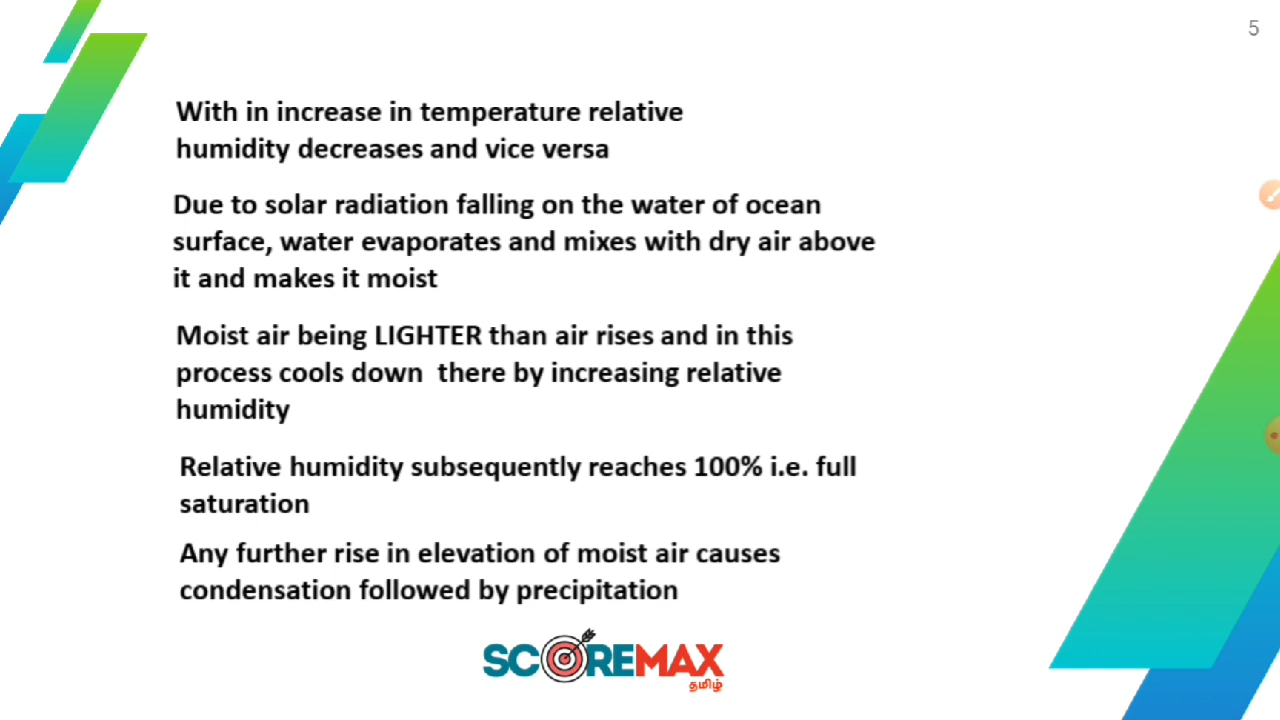 5
With in increase in temperature relative
humidity decreases and vice versa
Due to solar radiation falling on the water of ocean
surface, water evaporates and mixes with dry air above
it and makes it moist
Moist air being LIGHTER than air rises and in this
process cools down  there by increasing relative
humidity
Relative humidity subsequently reaches 100% i.e. full
saturation
Any further rise in elevation of moist air causes
condensation followed by precipitation
SCOREMAX
தமிழ்